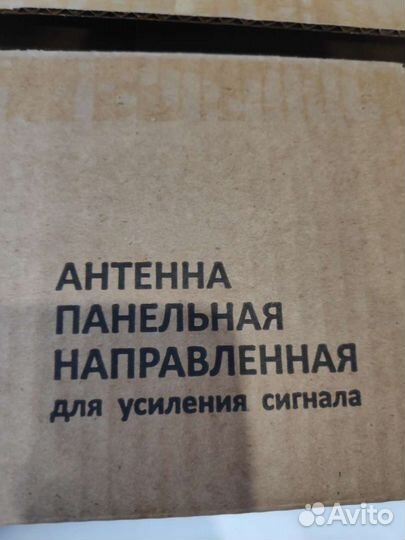 АНТЕННА
ПАНЕЛЬНАЯ
НАПРАВЛЕННАЯ
для усиления сигнала
Avito